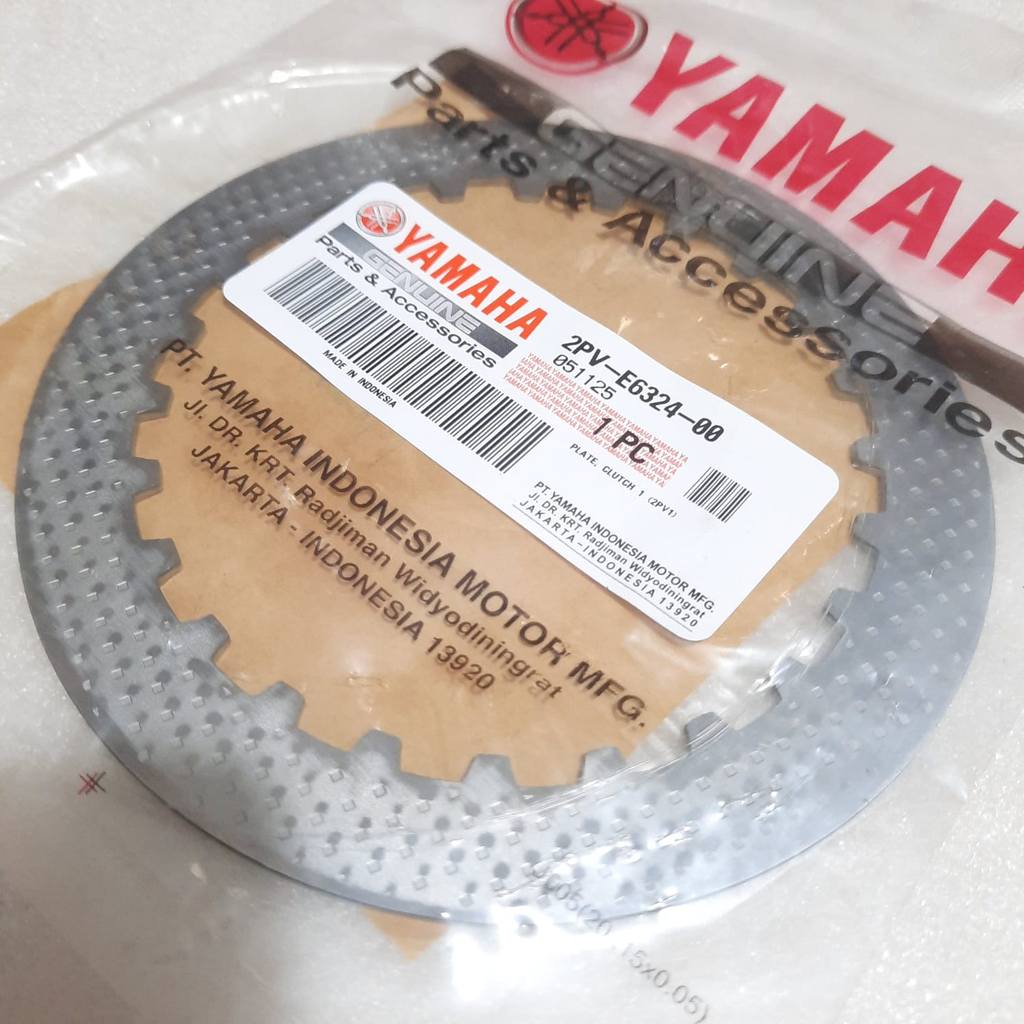 YAMAH
GENUINE
Parts & Accessories
YAMAHA
GENUINE
Parts & Accessories
MADE IN INDONESIA
2PV-E6324-00
051125
1 PC
PLATE, CLUTCH 1 (2PV1)
PT. YAMAHA INDONESIA MOTOR MFG.
Jl. DR. KRT. Radjiman Widyodiningrat
JAKARTA - INDONESIA 13920
PT. YAMAHA INDONESIA MOTOR MFG.
Jl. DR. KRT. Radjiman Widyodiningrat
JAKARTA - INDONESIA 13920